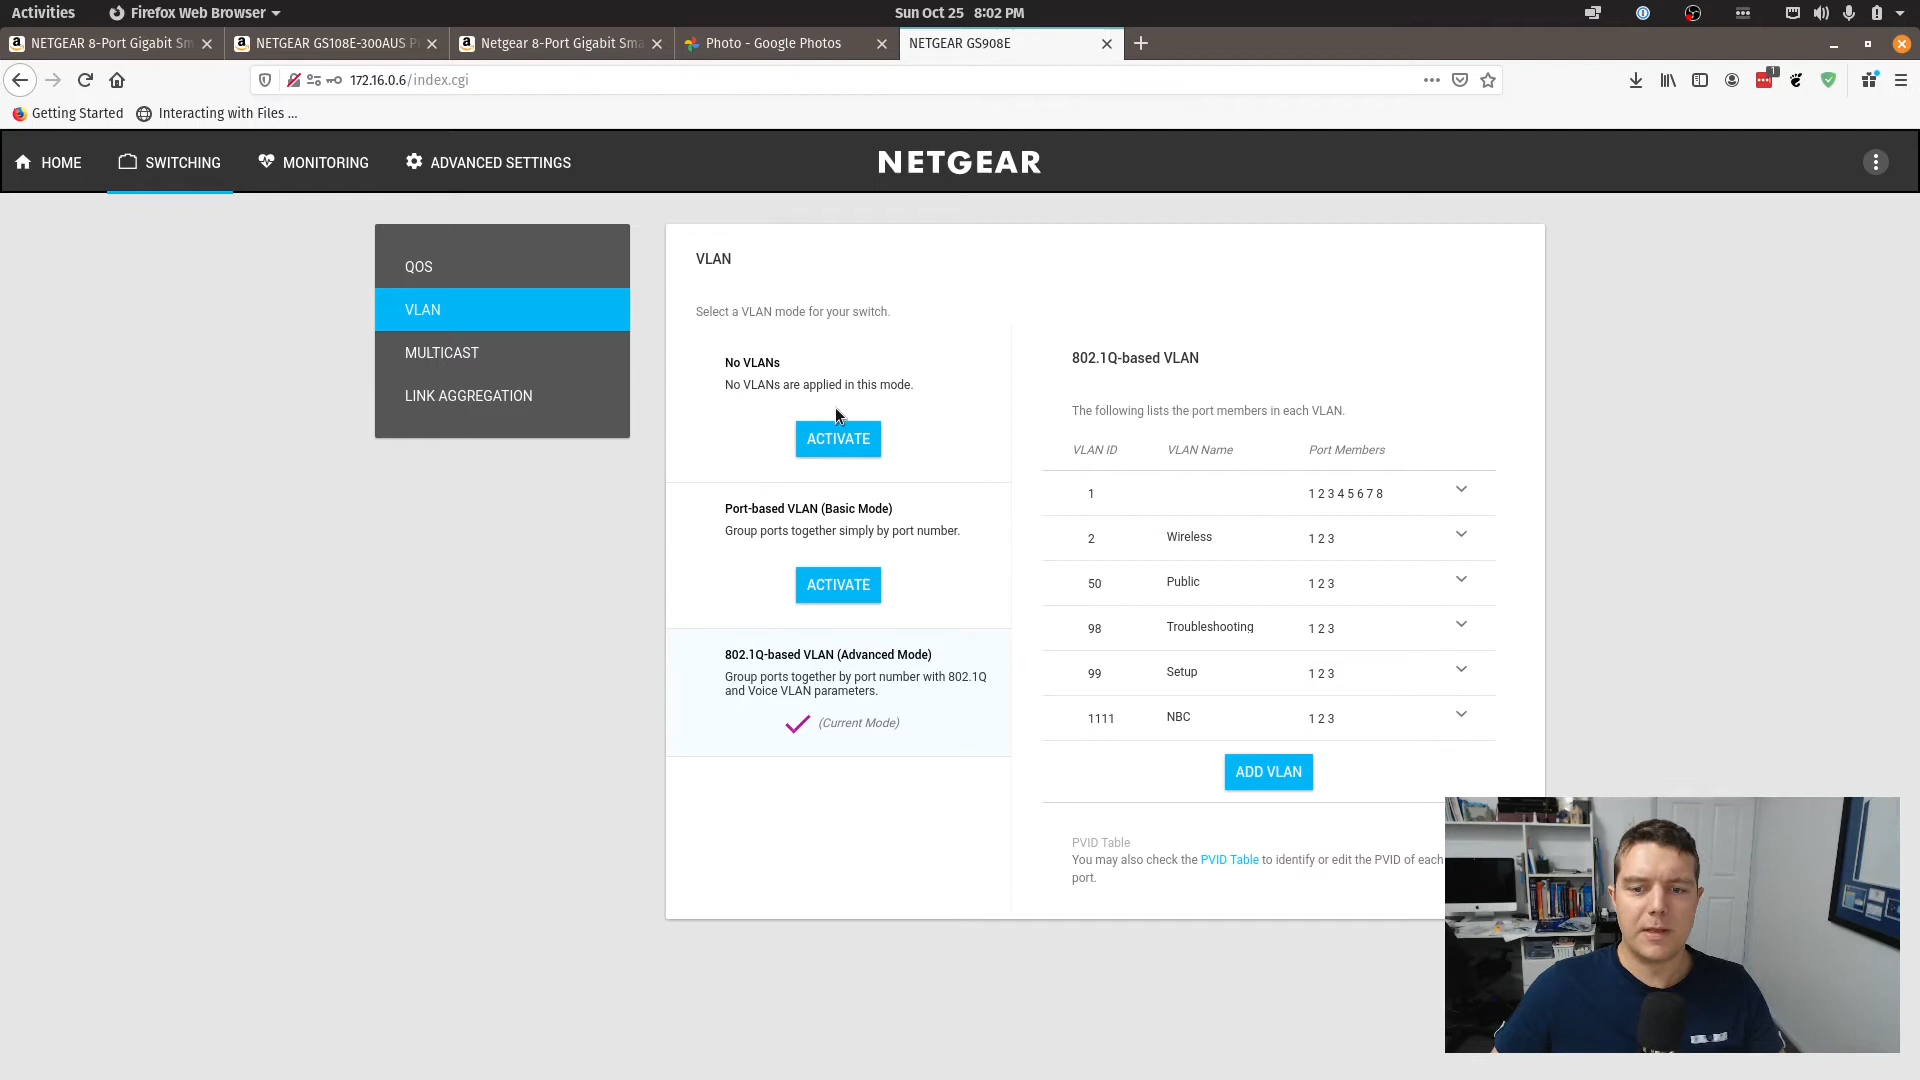 Activities
Firefox Web Browser
Sun Oct 25 8:02 PM
NETGEAR 8-Port Gigabit Sm
NETGEAR GS108E-300AUS P
Netgear 8-Port Gigabit Sma
Photo - Google Photos
NETGEAR GS908E
172.16.0.6/index.cgi
1
Getting Started
Interacting with Files ...
HOME
SWITCHING
MONITORING
ADVANCED SETTINGS
NETGEAR
QOS
VLAN
MULTICAST
LINK AGGREGATION
VLAN
Select a VLAN mode for your switch.
No VLANs
No VLANs are applied in this mode.
ACTIVATE
Port-based VLAN (Basic Mode)
Group ports together simply by port number.
ACTIVATE
802.1Q-based VLAN (Advanced Mode)
Group ports together by port number with 802.1Q
and Voice VLAN parameters.
(Current Mode)
802.1Q-based VLAN
The following lists the port members in each VLAN.
VLAN ID VLAN Name Port Members
1 1 2 3 4 5 6 7 8
2 Wireless 1 2 3
50 Public 1 2 3
98 Troubleshooting 1 2 3
99 Setup 1 2 3
1111 NBC 1 2 3
ADD VLAN
PVID Table
You may also check the PVID Table to identify or edit the PVID of each
port.